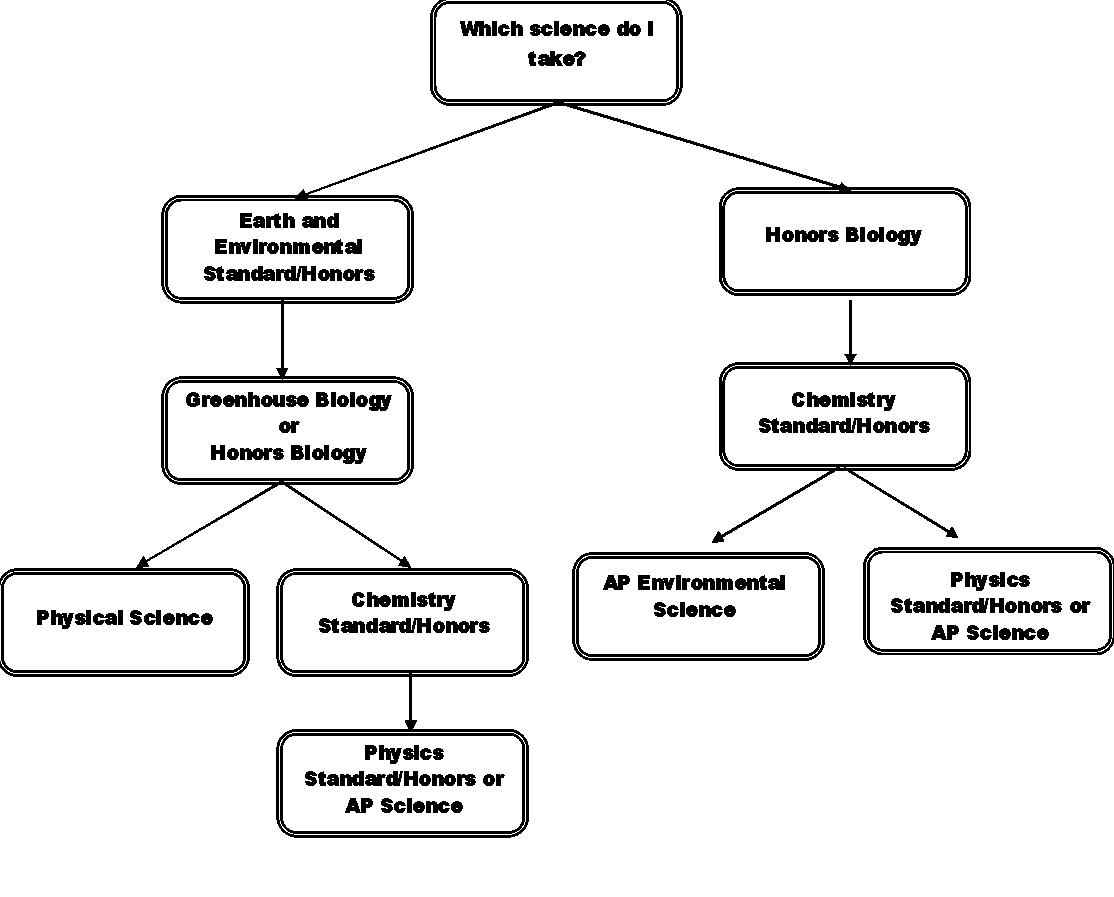 Which science do I
take?
Earth and
Environmental
Standard/Honors
Honors Biology
Greenhouse Biology
or
Honors Biology
Chemistry
Standard/Honors
Physical Science
Chemistry
Standard/Honors
AP Environmental
Science
Physics
Standard/Honors or
AP Science
Physics
Standard/Honors or
AP Science